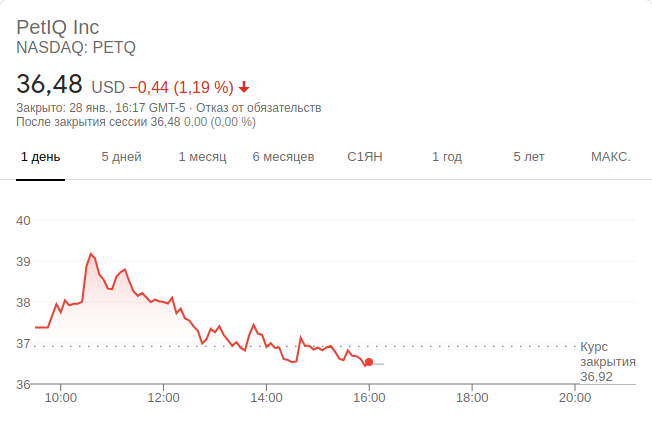 PetIQ Inc
NASDAQ: PETQ
36,48 USD −0,44 (1,19 %)
Закрыто: 28 янв., 16:17 GMT-5 · Отказ от обязательств
После закрытия сессии 36,48 0,00 (0,00 %)
1 день 5 дней 1 месяц 6 месяцев С1ЯН 1 год 5 лет МАКС.
40
39
38
37
36
Курс
закрытия
36,92
10:00 12:00 14:00 16:00 18:00 20:00